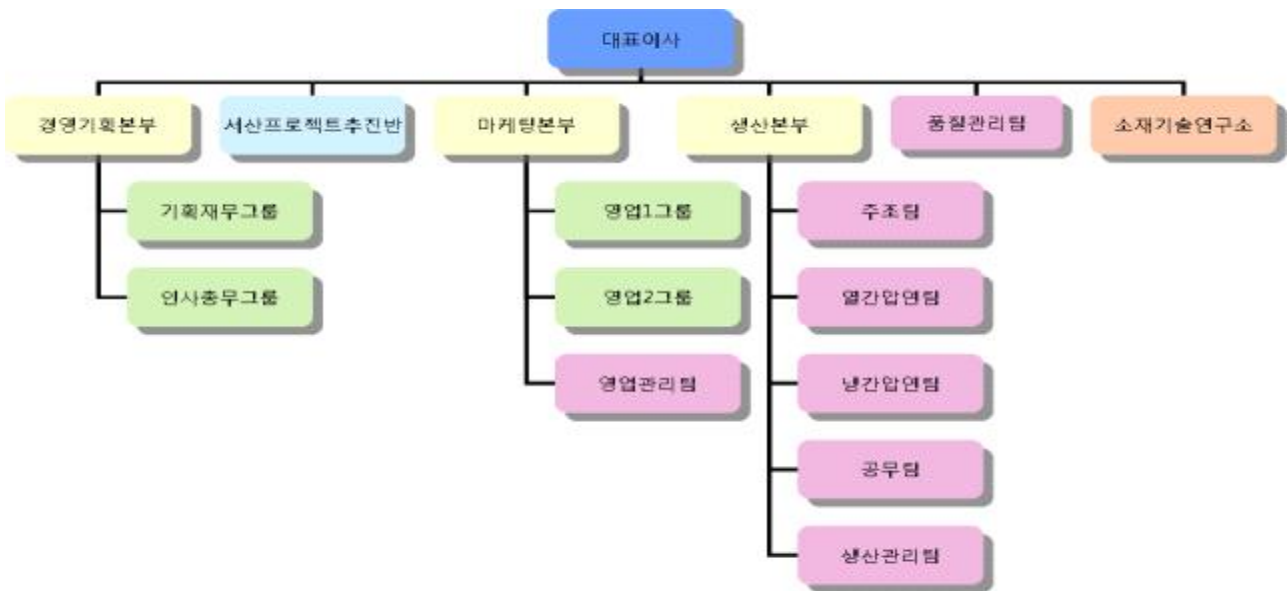 대표이사
경영기획본부
서산프로젝트추진반
마케팅본부
생산본부
품질관리팀
소재기술연구소
기획재무그룹
영업1그룹
주조팀
인사총무그룹
영업2그룹
열간압연팀
영업관리팀
냉간압연팀
공무팀
생산관리팀